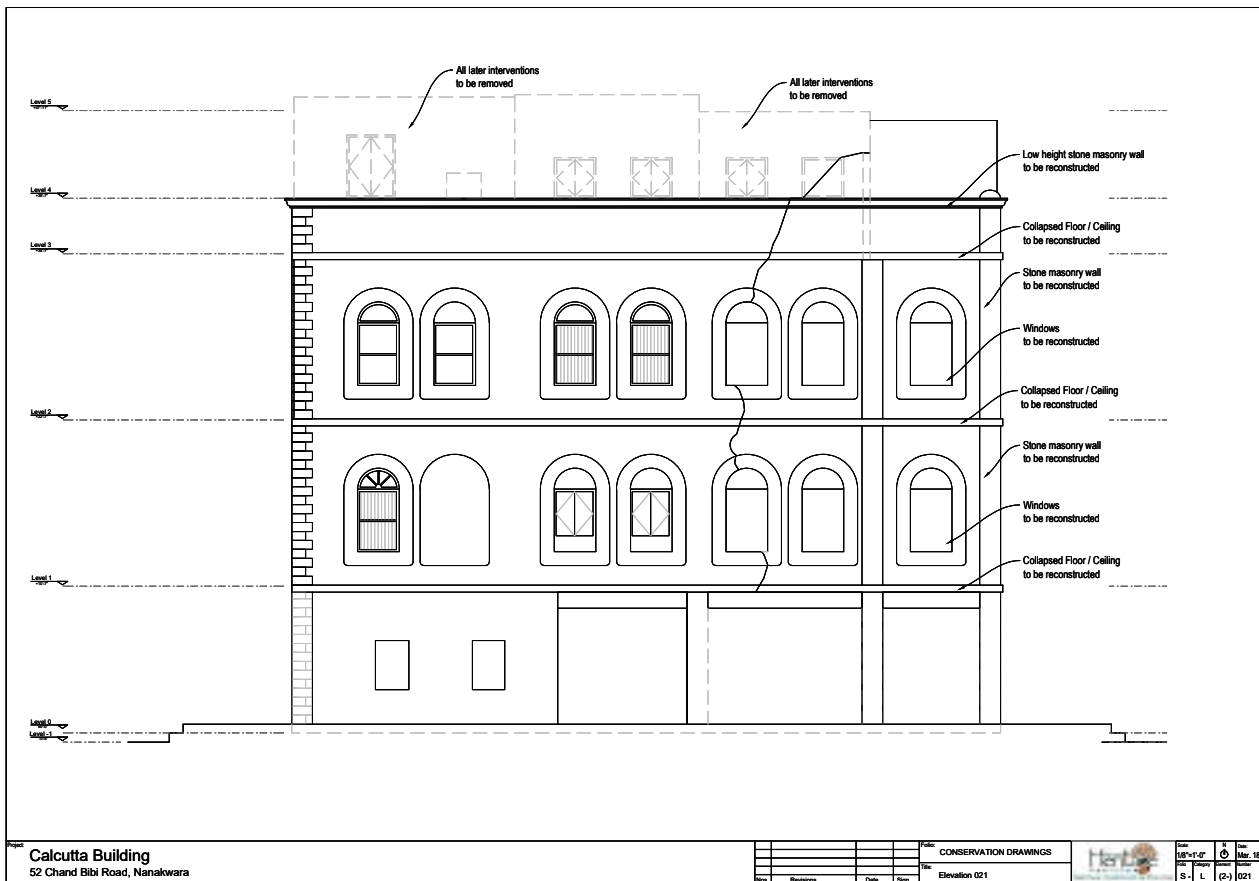 All later interventions
to be removed
All later interventions
to be removed
Level 5
Low height stone masonry wall
to be reconstructed
Level 4
Collapsed Floor / Ceiling
to be reconstructed
Level 3
Stone masonry wall
to be reconstructed
Windows
to be reconstructed
Collapsed Floor / Ceiling
to be reconstructed
Level 2
Stone masonry wall
to be reconstructed
Windows
to be reconstructed
Collapsed Floor / Ceiling
to be reconstructed
Level 1
Level 0
Level -1
Project:
Calcutta Building
52 Chand Bibi Road, Nanakwara
Nos. Revisions Date Sign
Folio: CONSERVATION DRAWINGS
Title: Elevation 021
Heritage
Scale: 1/8"=1'-0" N Date: Mar. 18
Folio Category Element Number
S - L (2-) 021